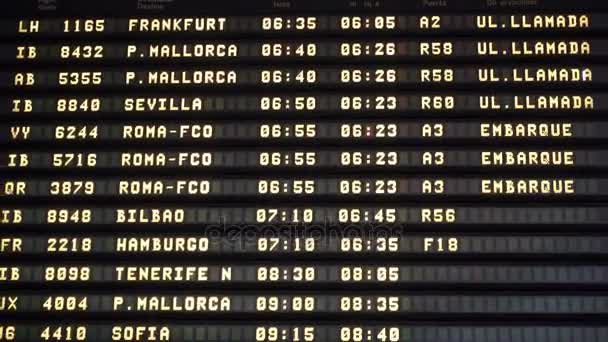 LH 1165 FRANKFURT 06:35 06:05 A2 UL.LLAMADA
IB 8432 P.MALLORCA 06:40 06:26 R58 UL.LLAMADA
AB 5355 P.MALLORCA 06:40 06:26 R58 UL.LLAMADA
IB 8840 SEVILLA 06:50 06:23 R60 UL.LLAMADA
VY 6244 ROMA-FCO 06:55 06:23 A3 EMBARQUE
IB 5716 ROMA-FCO 06:55 06:23 A3 EMBARQUE
QR 3879 ROMA-FCO 06:55 06:23 A3 EMBARQUE
IB 8948 BILBAO 07:10 06:45 R56
depositphotos
FR 2218 HAMBURGO 07:10 06:35 F18
IB 8098 TENERIFE N 08:30 08:05
UX 4004 P.MALLORCA 09:00 08:35
4410 SOFIA 09:15 08:40